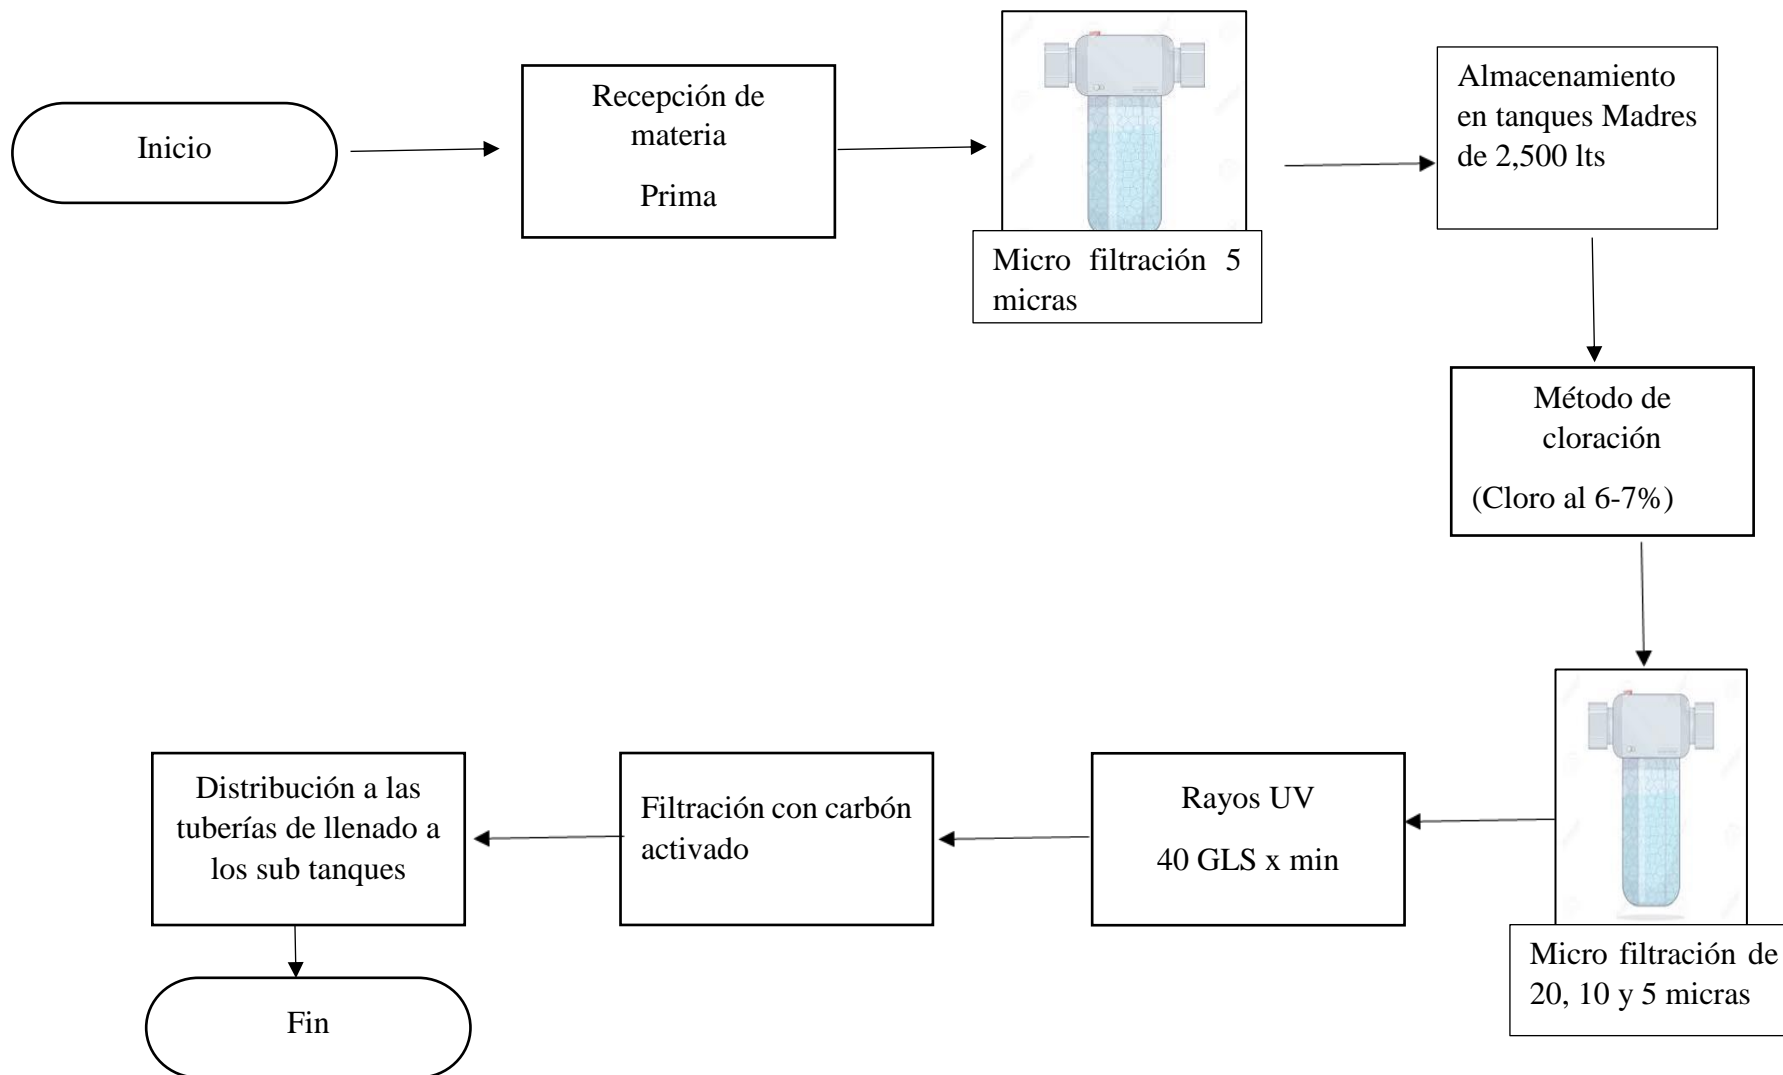 Inicio
Recepción de
materia
Prima
Micro filtración 5
micras
Almacenamiento
en tanques Madres
de 2,500 lts
Método de
cloración
(Cloro al 6-7%)
Micro filtración de
20, 10 y 5 micras
Rayos UV
40 GLS x min
Filtración con carbón
activado
Distribución a las
tuberías de llenado a
los sub tanques
Fin